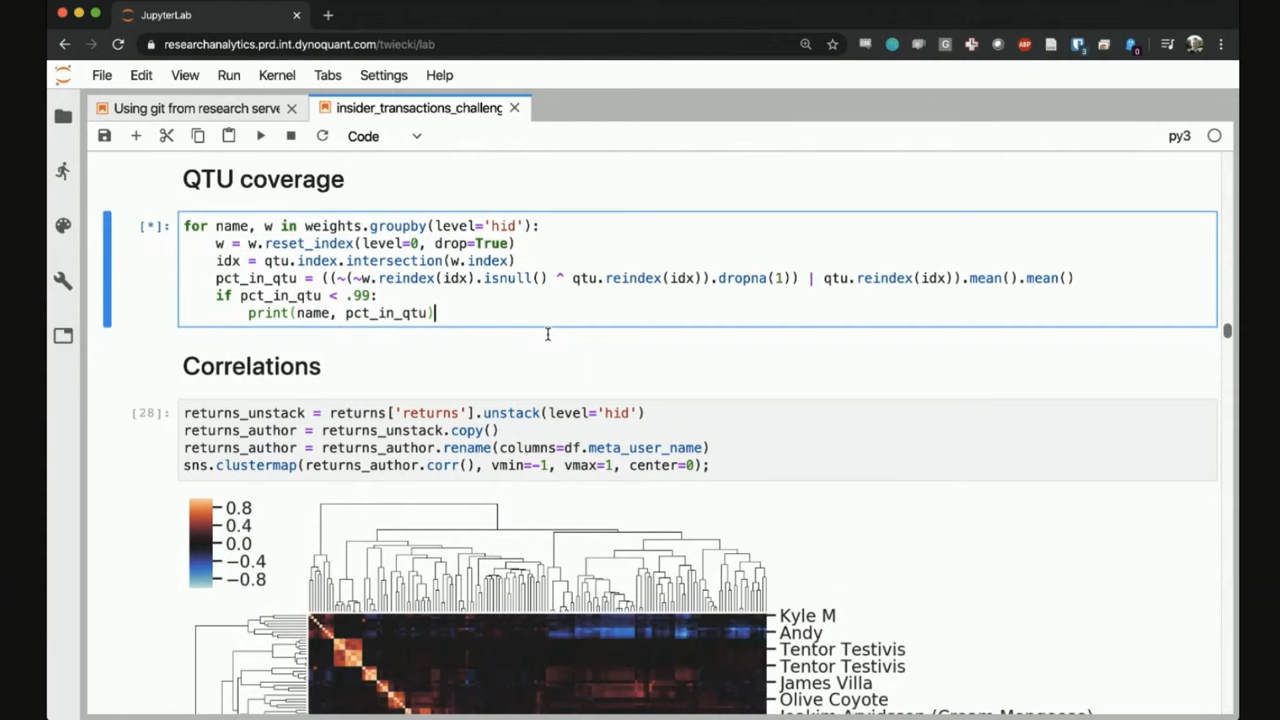 JupyterLab
researchanalytics.prd.int.dynoquant.com/twiecki/lab
File Edit View Run Kernel Tabs Settings Help
Using git from research serve
insider_transactions_challeng
Code
py3
QTU coverage
[*]:
for name, w in weights.groupby(level='hid'):
w = w.reset_index(level=0, drop=True)
idx = qtu.index.intersection(w.index)
pct_in_qtu = ((~(~w.reindex(idx).isnull() ^ qtu.reindex(idx)).dropna(1)) | qtu.reindex(idx)).mean().mean()
if pct_in_qtu < .99:
print(name, pct_in_qtu)
Correlations
[28]:
returns_unstack = returns['returns'].unstack(level='hid')
returns_author = returns_unstack.copy()
returns_author = returns_author.rename(columns=df.meta_user_name)
sns.clustermap(returns_author.corr(), vmin=-1, vmax=1, center=0);
0.8
0.4
0.0
−0.4
−0.8
Kyle M
Andy
Tentor Testivis
Tentor Testivis
James Villa
Olive Coyote